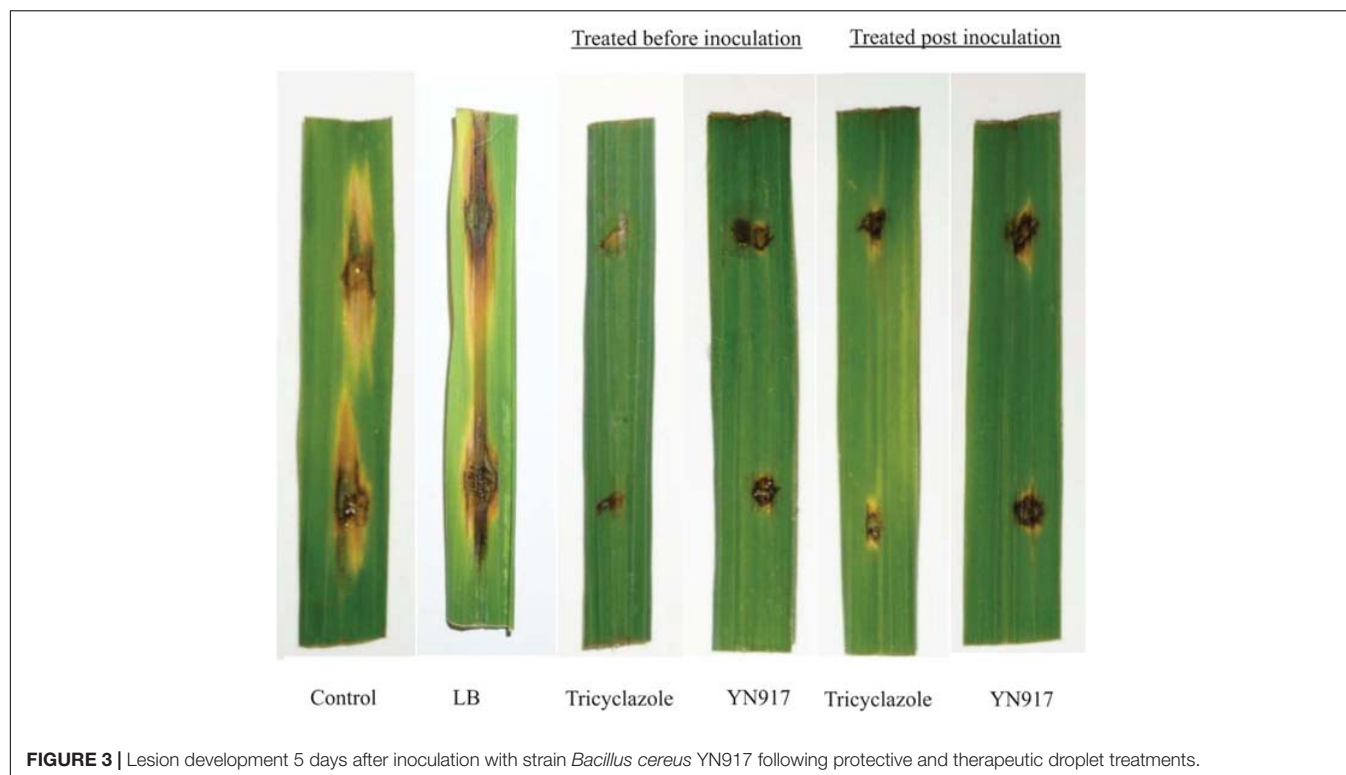 Treated before inoculation Treated post inoculation
Control LB Tricyclazole YN917 Tricyclazole YN917
FIGURE 3 | Lesion development 5 days after inoculation with strain Bacillus cereus YN917 following protective and therapeutic droplet treatments.